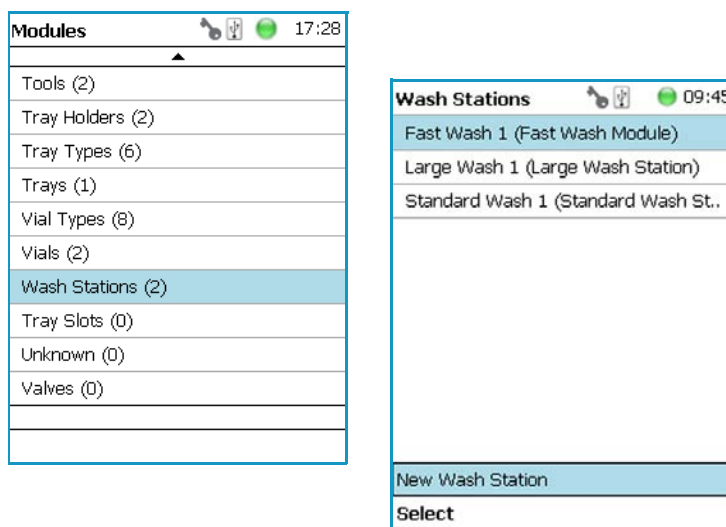 Modules 17:28
Tools (2)
Tray Holders (2)
Tray Types (6)
Trays (1)
Vial Types (8)
Vials (2)
Wash Stations (2)
Tray Slots (0)
Unknown (0)
Valves (0)
Wash Stations 09:45
Fast Wash 1 (Fast Wash Module)
Large Wash 1 (Large Wash Station)
Standard Wash 1 (Standard Wash St..
New Wash Station
Select